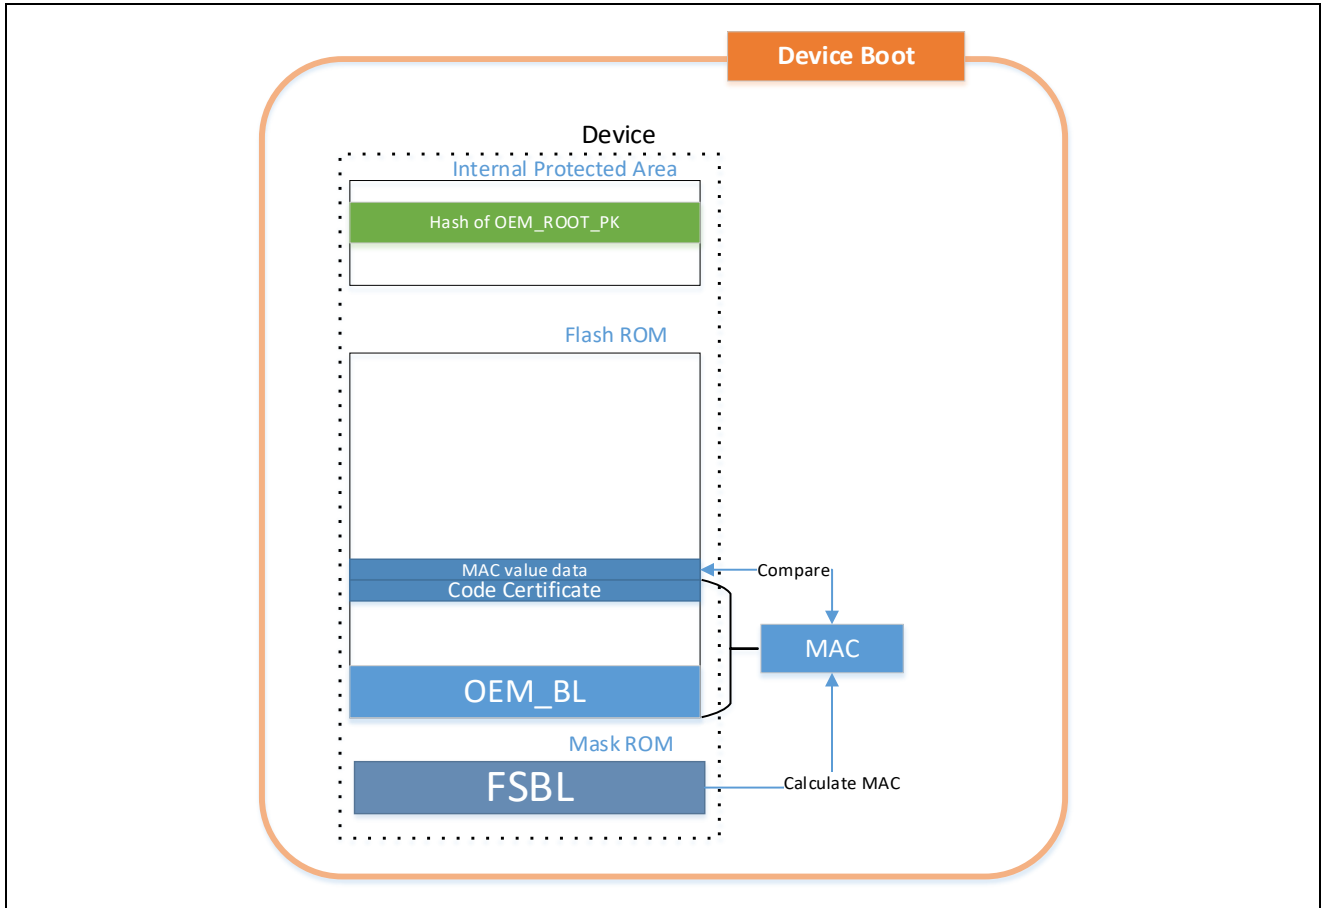 Device Boot
Device
Internal Protected Area
Hash of OEM_ROOT_PK
Flash ROM
MAC value data
Compare
Code Certificate
MAC
OEM_BL
Mask ROM
FSBL
Calculate MAC